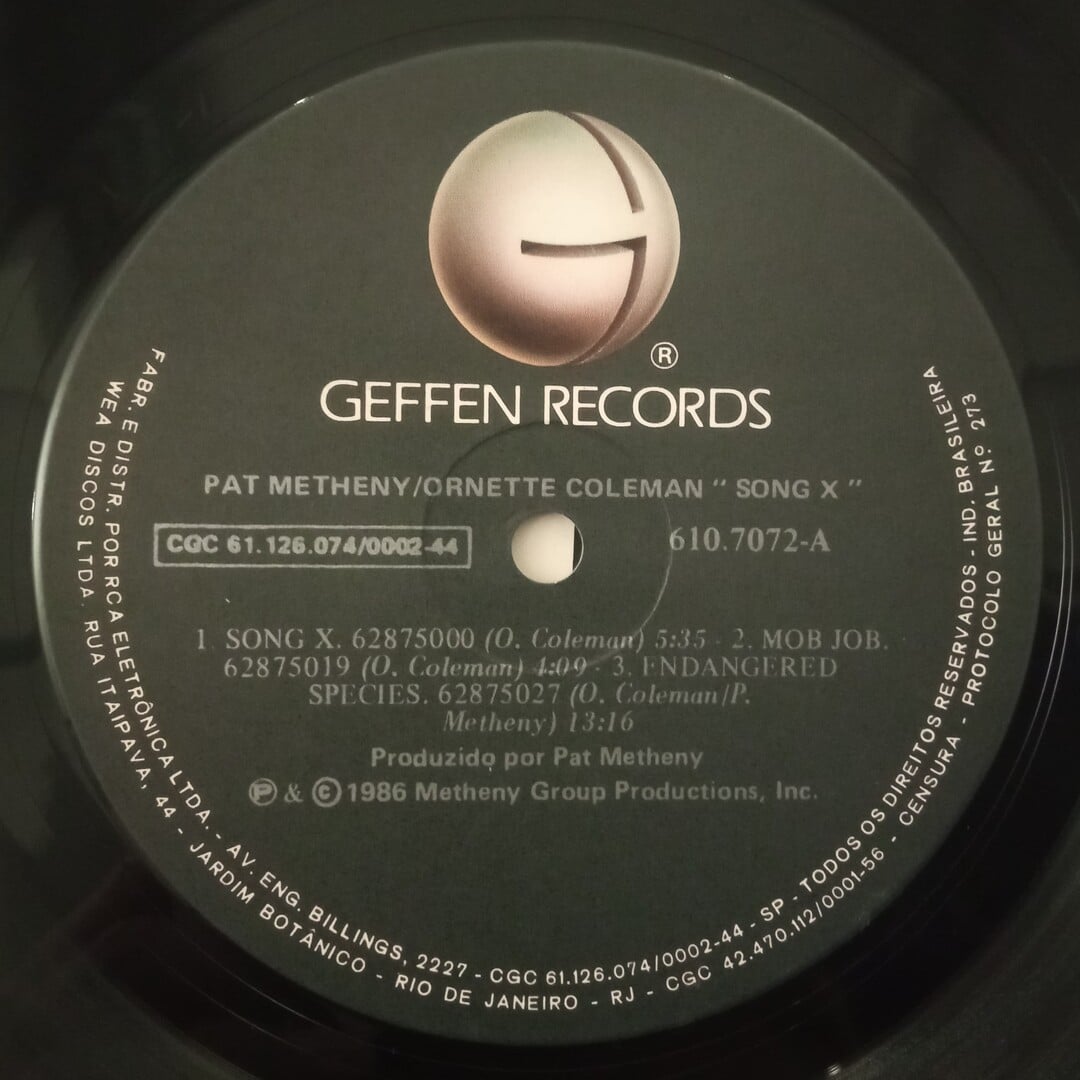 ®
GEFFEN RECORDS
PAT METHENY/ORNETTE COLEMAN " SONG X "
CGC 61.126.074/0002-44
610.7072-A
1. SONG X. 62875000 (O. Coleman) 5:35 - 2. MOB JOB.
62875019 (O. Coleman) 4:09 - 3. ENDANGERED
SPECIES. 62875027 (O. Coleman/P.
Metheny) 13:16
Produzido por Pat Metheny
℗ & © 1986 Metheny Group Productions, Inc.
FABR. E DISTR. POR RCA ELETRÔNICA LTDA. - AV. ENG. BILLINGS, 2227 - CGC 61.126.074/0002-44 - SP - TODOS OS DIREITOS RESERVADOS - IND. BRASILEIRA
WEA DISCOS LTDA. RUA ITAIPAVA, 44 - JARDIM BOTÂNICO - RIO DE JANEIRO - RJ - CGC 42.470.112/0001-56 - CENSURA - PROTOCOLO GERAL Nº 273